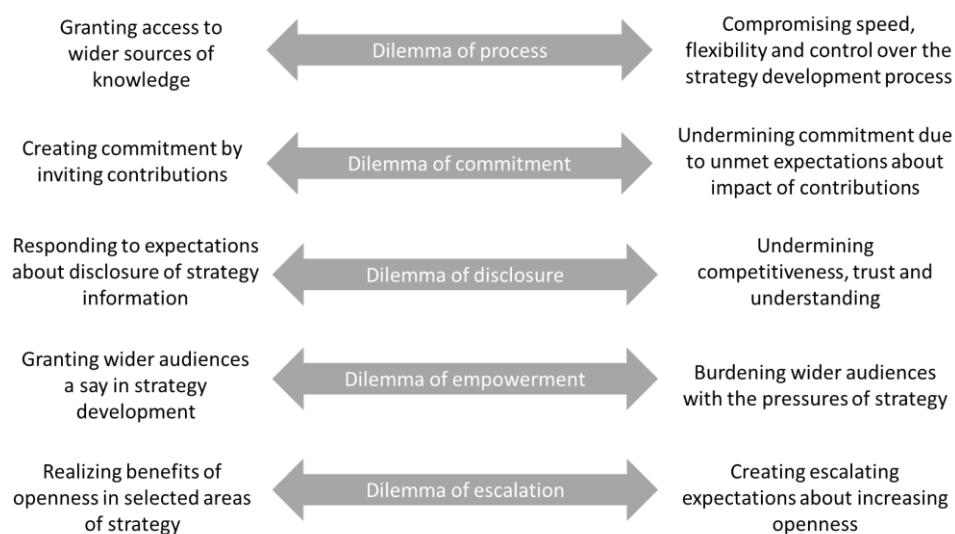 Granting access to
wider sources of
knowledge
Dilemma of process
Compromising speed,
flexibility and control over the
strategy development process
Creating commitment by
inviting contributions
Dilemma of commitment
Undermining commitment due
to unmet expectations about
impact of contributions
Responding to expectations
about disclosure of strategy
information
Dilemma of disclosure
Undermining
competitiveness, trust and
understanding
Granting wider audiences
a say in strategy
development
Dilemma of empowerment
Burdening wider audiences
with the pressures of strategy
Realizing benefits of
openness in selected areas
of strategy
Dilemma of escalation
Creating escalating
expectations about increasing
openness